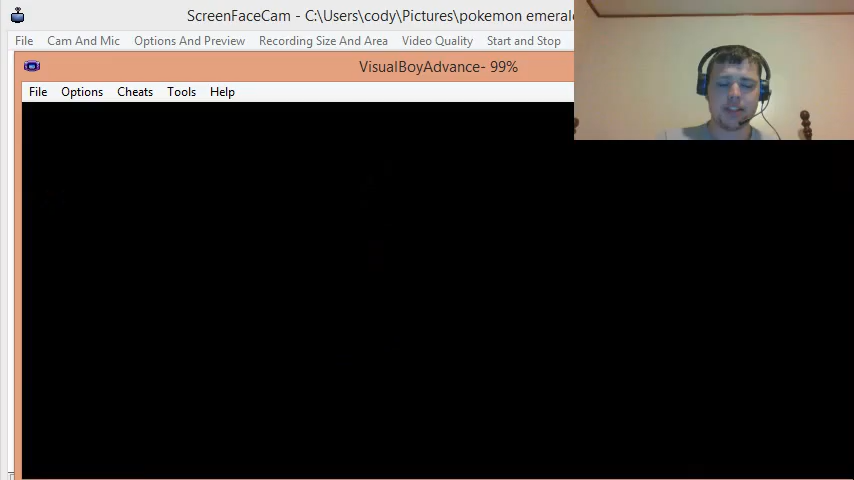 ScreenFaceCam - C:\Users\cody\Pictures\pokemon emeral
File Cam And Mic Options And Preview Recording Size And Area Video Quality Start and Stop
VisualBoyAdvance- 99%
File Options Cheats Tools Help